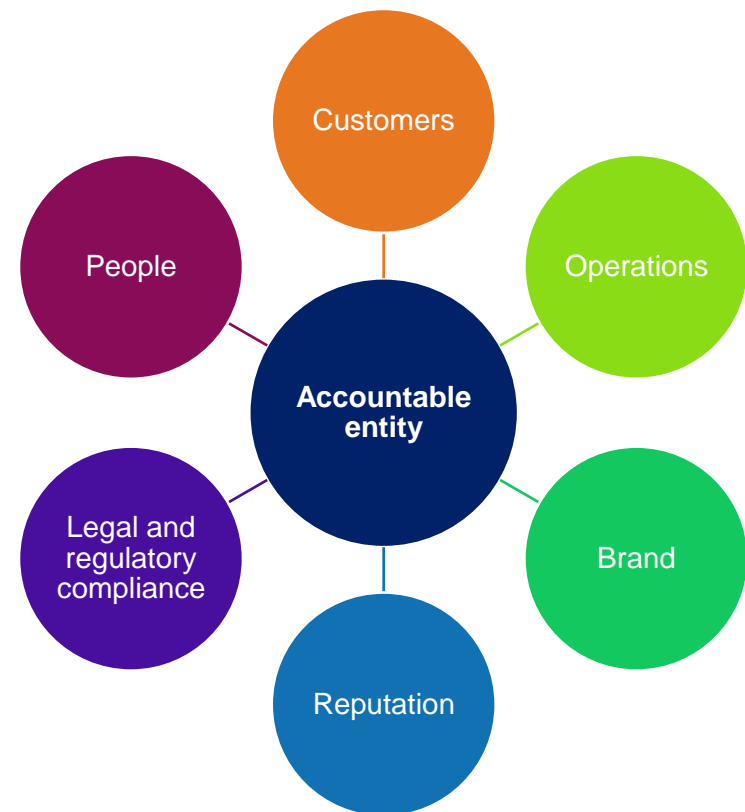 Customers
People
Operations
Accountable
entity
Legal and
regulatory
compliance
Brand
Reputation